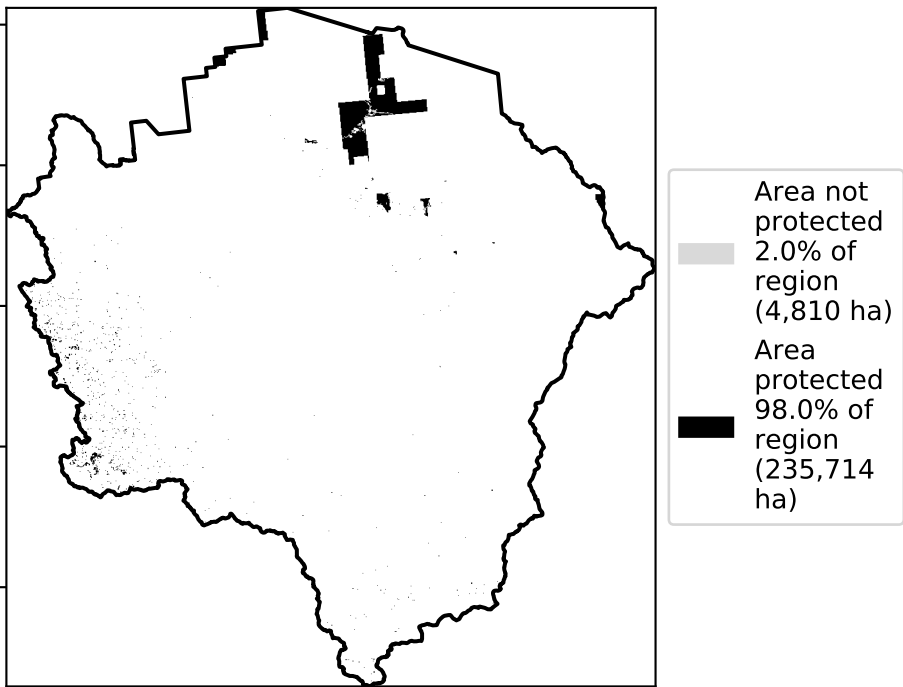 Area not
protected
2.0% of
region
(4,810 ha)
Area
protected
98.0% of
region
(235,714
ha)